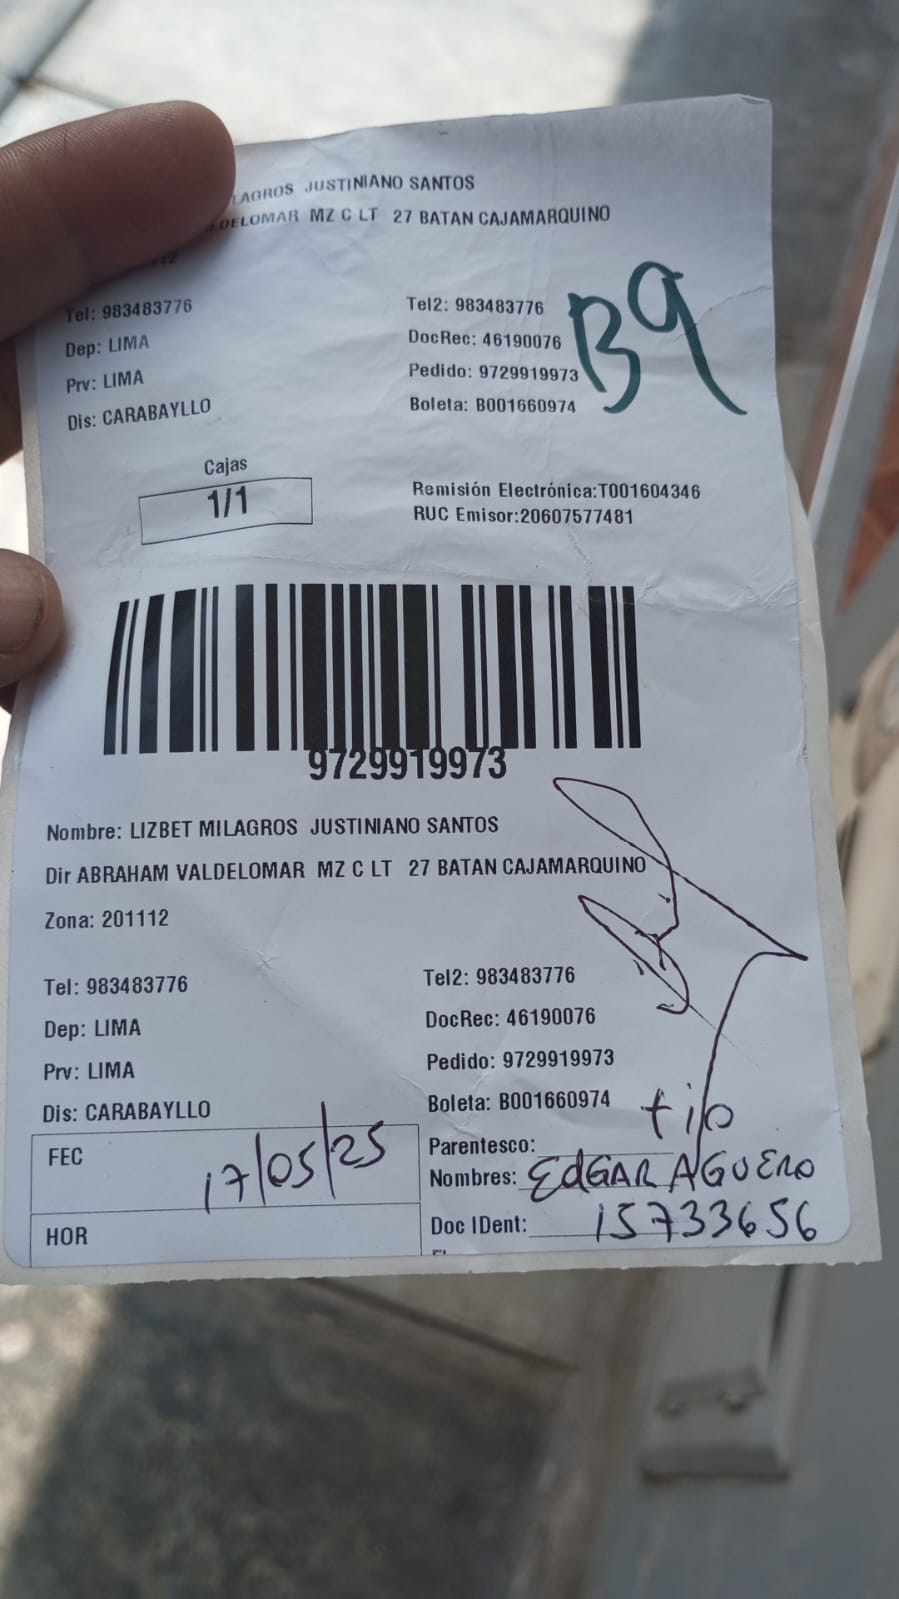 MILAGROS JUSTINIANO SANTOS
VALDELOMAR MZ C LT 27 BATAN CAJAMARQUINO
Tel: 983483776 Tel2: 983483776
Dep: LIMA DocRec: 46190076
Prv: LIMA Pedido: 9729919973
Dis: CARABAYLLO Boleta: B001660974
B9
Cajas
1/1
Remisión Electrónica:T001604346
RUC Emisor:20607577481
9729919973
Nombre: LIZBET MILAGROS JUSTINIANO SANTOS
Dir ABRAHAM VALDELOMAR MZ C LT 27 BATAN CAJAMARQUINO
Zona: 201112
Tel: 983483776 Tel2: 983483776
Dep: LIMA DocRec: 46190076
Prv: LIMA Pedido: 9729919973
Dis: CARABAYLLO Boleta: B001660974
FEC 17/05/25
Parentesco: tio
Nombres: EDGAR AGUERO
HOR
Doc IDent: 15733656